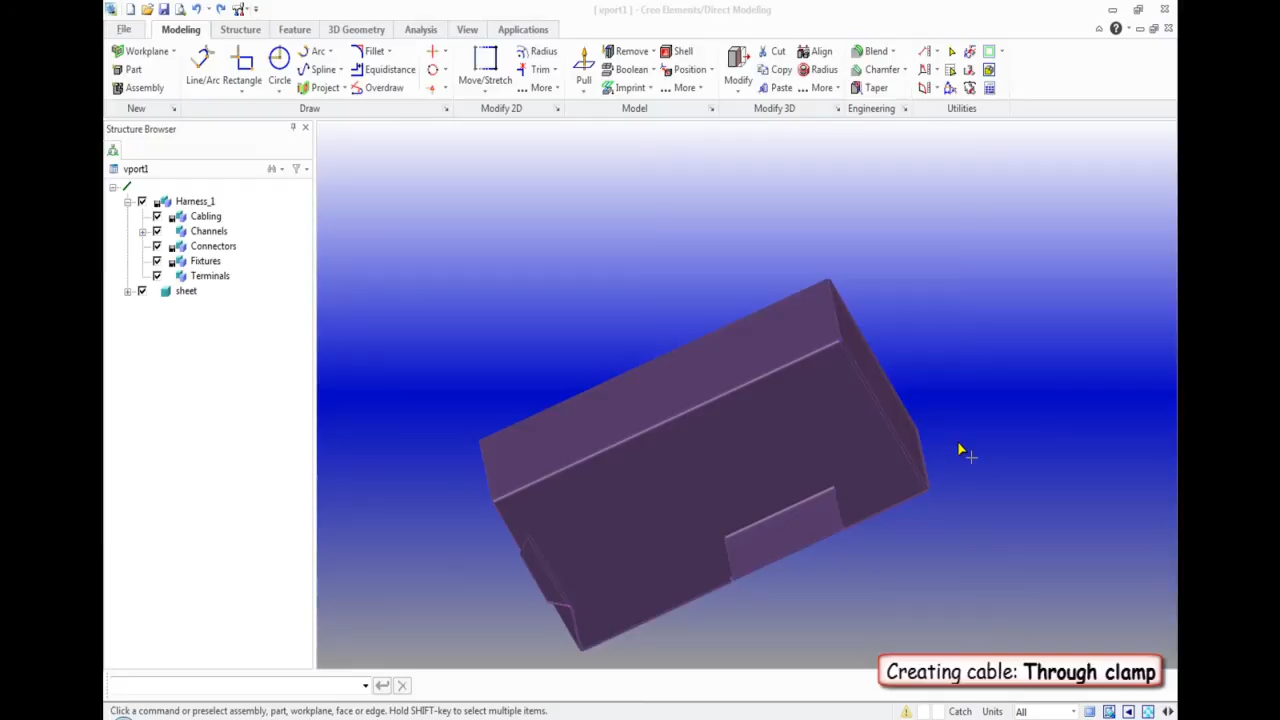 [ vport1 ] - Creo Elements/Direct Modeling
File Modeling Structure Feature 3D Geometry Analysis View Applications
Workplane Arc Fillet Radius Remove Shell Cut Align Blend
Part Line/Arc Rectangle Circle Spline Equidistance Move/Stretch Trim Pull Boolean Position Modify Copy Radius Chamfer
Assembly Project Overdraw More Imprint More Paste More Taper
New Draw Modify 2D Model Modify 3D Engineering Utilities
Structure Browser
vport1
Harness_1
Cabling
Channels
Connectors
Fixtures
Terminals
sheet
Creating cable: Through clamp
Click a command or preselect assembly, part, workplane, face or edge. Hold SHIFT-key to select multiple items. Catch Units All